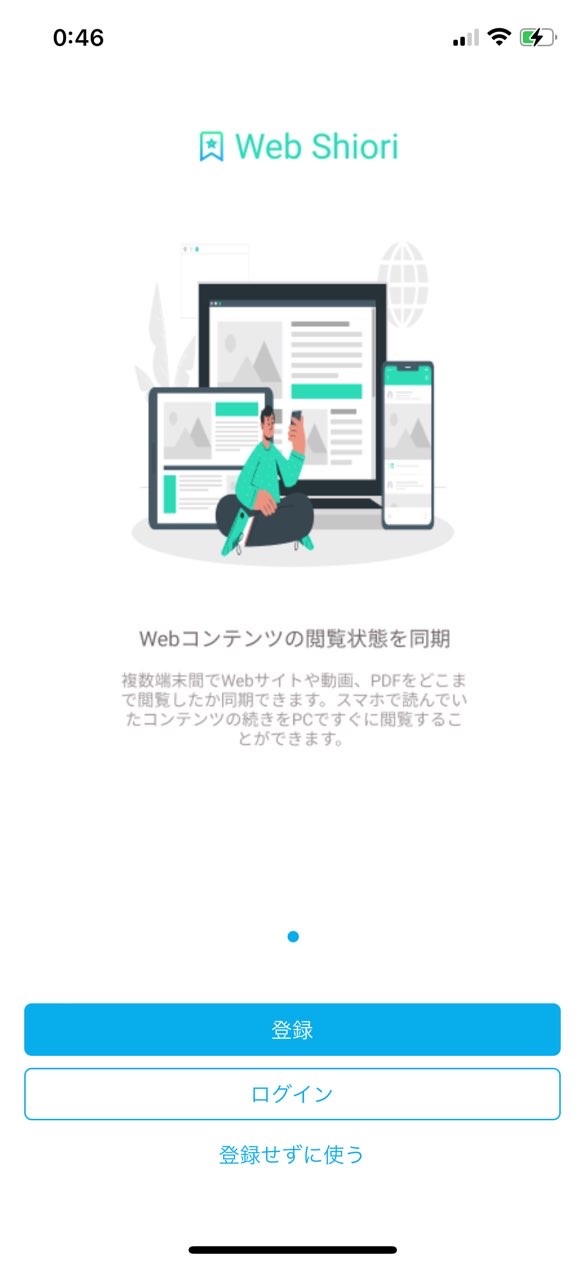 0:46
Web Shiori
Webコンテンツの閲覧状態を同期
複数端末間でWebサイトや動画、PDFをどこま
で閲覧したか同期できます。スマホで読んでい
たコンテンツの続きをPCですぐに閲覧するこ
とができます。
登録
ログイン
登録せずに使う